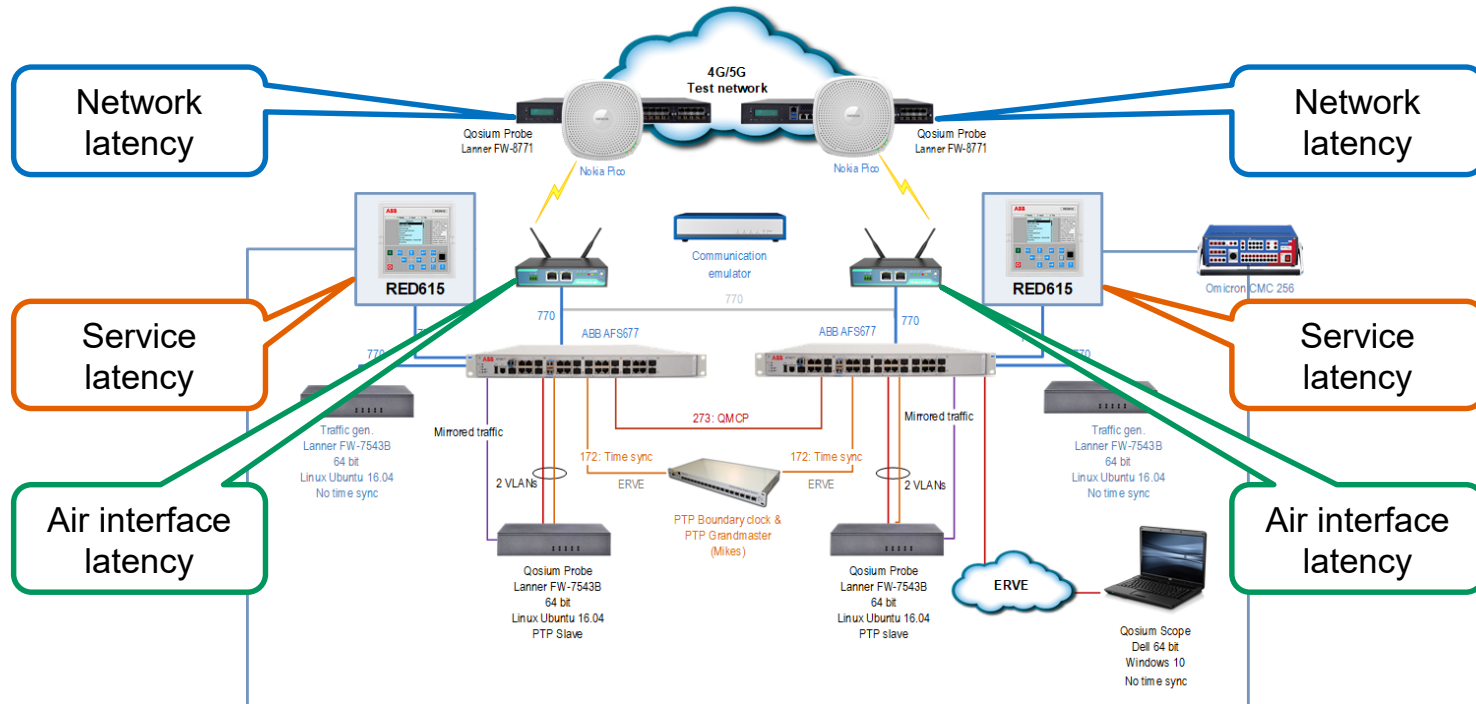 4G/5G
Test network
Network
latency
Network
latency
Qosium Probe
Lanner FW-8771
Qosium Probe
Lanner FW-8771
Nokia Pico
Nokia Pico
ABB
RED615
ABB
RED615
Communication
emulator
Omicron CMC 256
770
770
770
ABB AFS677
ABB AFS677
Service
latency
Service
latency
770
ABB
ABB
Traffic gen.
Lanner FW-7543B
64 bit
Linux Ubuntu 16.04
No time sync
Mirrored traffic
273: QMCP
Mirrored traffic
Traffic gen.
Lanner FW-7543B
64 bit
Linux Ubuntu 16.04
No time sync
172: Time sync
172: Time sync
2 VLANs
ERVE
ERVE
2 VLANs
Air interface
latency
Air interface
latency
PTP Boundary clock &
PTP Grandmaster
(Mikes)
Qosium Probe
Lanner FW-7543B
64 bit
Linux Ubuntu 16.04
PTP Slave
Qosium Probe
Lanner FW-7543B
64 bit
Linux Ubuntu 16.04
PTP slave
ERVE
Qosium Scope
Dell 64 bit
Windows 10
No time sync